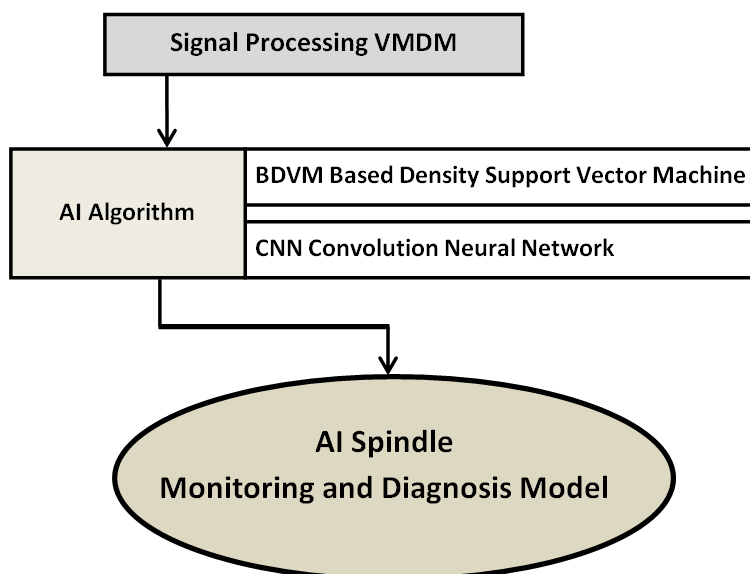 Signal Processing VMDM
BDVM Based Density Support Vector Machine
AI Algorithm
CNN Convolution Neural Network
AI Spindle
Monitoring and Diagnosis Model